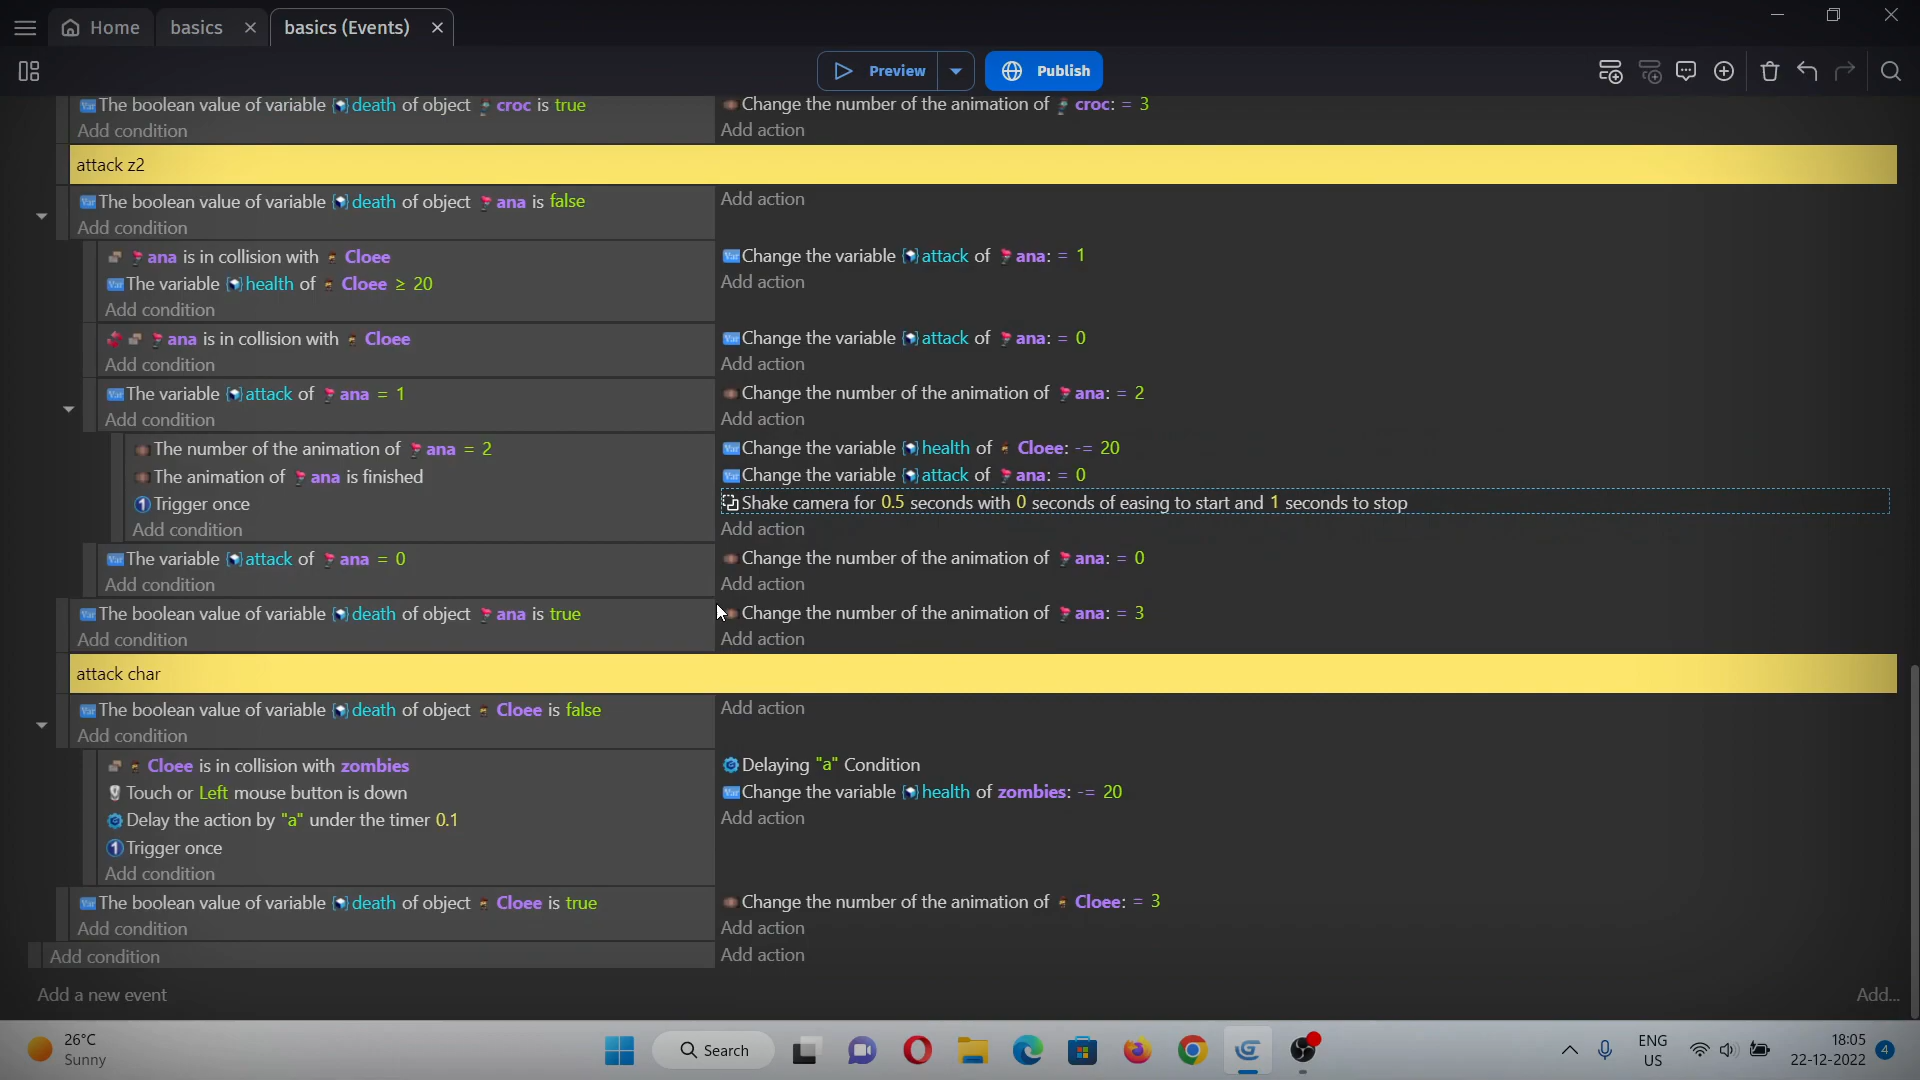 Home
basics
basics (Events)
Preview
Publish
The boolean value of variable death of object croc is true
Change the number of the animation of croc: = 3
Add condition
Add action
attack z2
The boolean value of variable death of object ana is false
Add action
Add condition
ana is in collision with Cloee
Change the variable attack of ana: = 1
The variable health of Cloee ≥ 20
Add action
Add condition
ana is in collision with Cloee
Change the variable attack of ana: = 0
Add condition
Add action
The variable attack of ana = 1
Change the number of the animation of ana: = 2
Add condition
Add action
The number of the animation of ana = 2
Change the variable health of Cloee: -= 20
The animation of ana is finished
Change the variable attack of ana: = 0
Trigger once
Shake camera for 0.5 seconds with 0 seconds of easing to start and 1 seconds to stop
Add condition
Add action
The variable attack of ana = 0
Change the number of the animation of ana: = 0
Add condition
Add action
The boolean value of variable death of object ana is true
Change the number of the animation of ana: = 3
Add condition
Add action
attack char
The boolean value of variable death of object Cloee is false
Add action
Add condition
Cloee is in collision with zombies
Delaying "a" Condition
Touch or Left mouse button is down
Change the variable health of zombies: -= 20
Delay the action by "a" under the timer 0.1
Add action
Trigger once
Add condition
The boolean value of variable death of object Cloee is true
Change the number of the animation of Cloee: = 3
Add condition
Add action
Add condition
Add action
Add a new event
Add...
26°C
Sunny
Search
ENG
US
18:05
22-12-2022
4